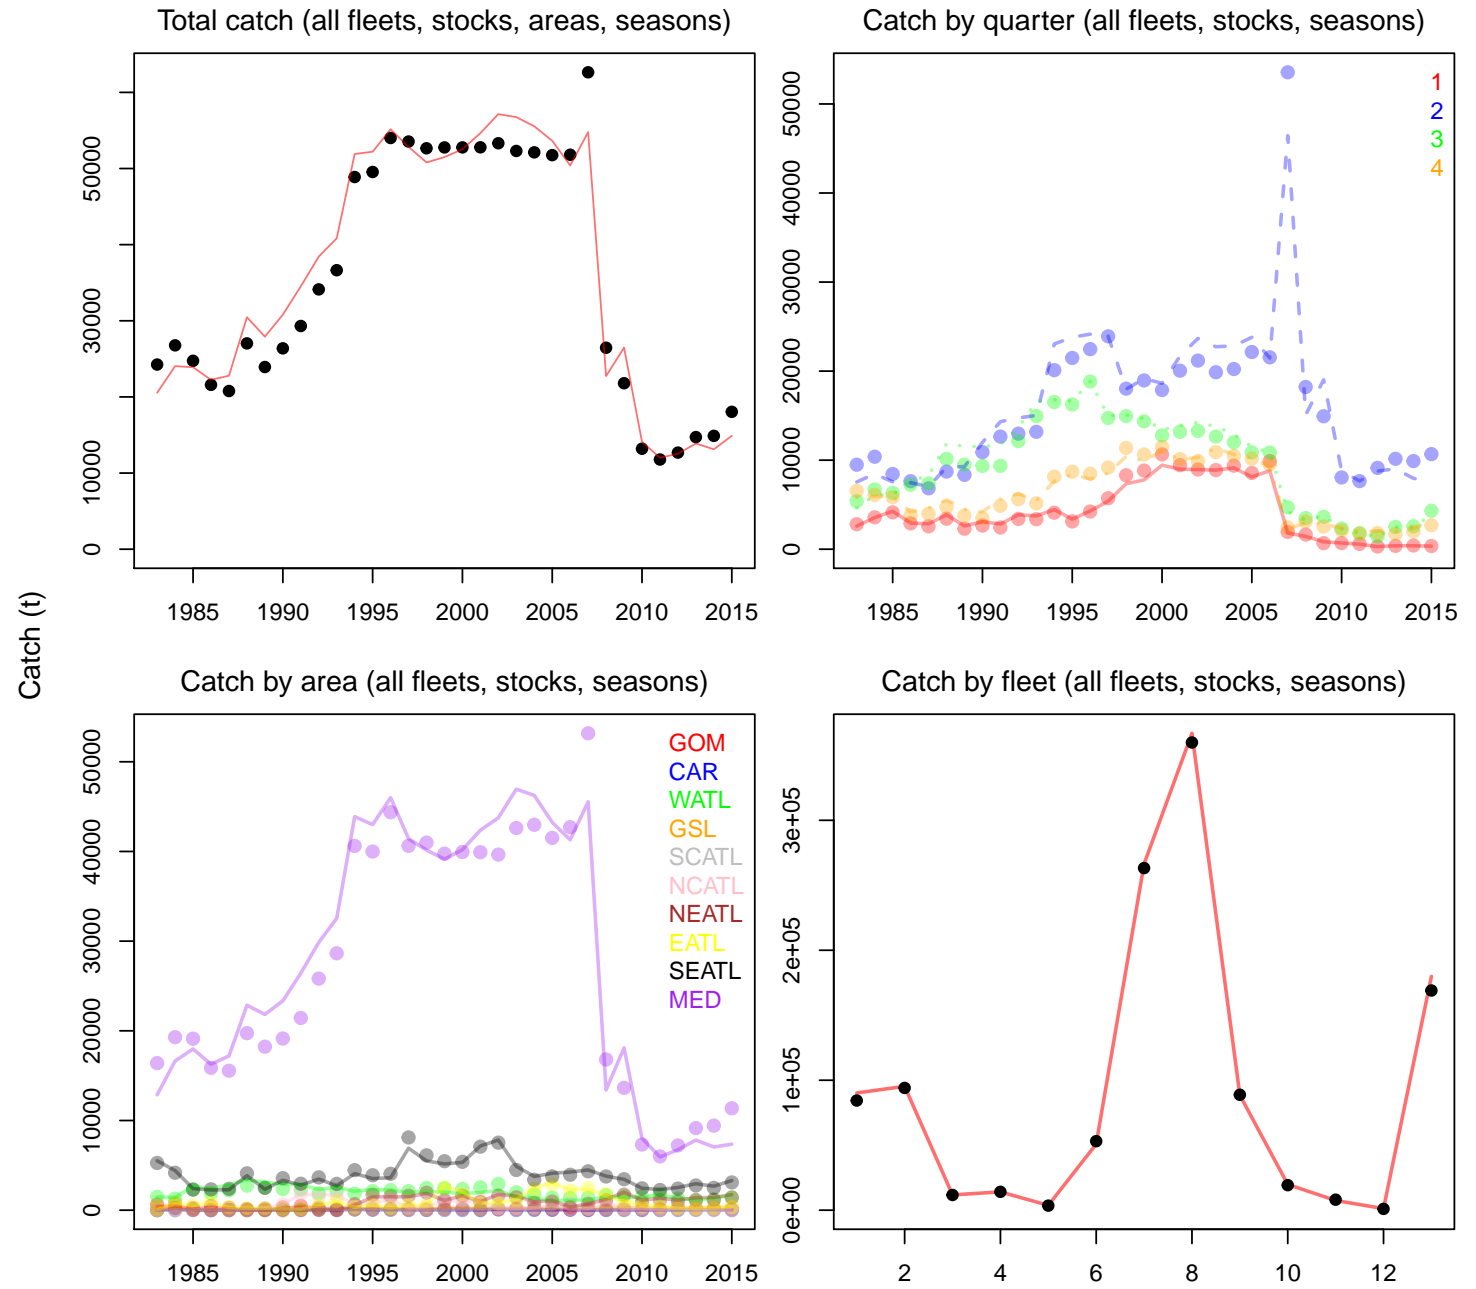 Total catch (all fleets, stocks, areas, seasons)
0
10000
30000
50000
1985
1990
1995
2000
2005
2010
2015
Catch by quarter (all fleets, stocks, seasons)
0
10000
20000
30000
40000
50000
1
2
3
4
1985
1990
1995
2000
2005
2010
2015
Catch (t)
Catch by area (all fleets, stocks, seasons)
0
10000
20000
30000
40000
50000
GOM
CAR
WATL
GSL
SCATL
NCATL
NEATL
EATL
SEATL
MED
1985
1990
1995
2000
2005
2010
2015
Catch by fleet (all fleets, stocks, seasons)
0e+00
1e+05
2e+05
3e+05
2
4
6
8
10
12